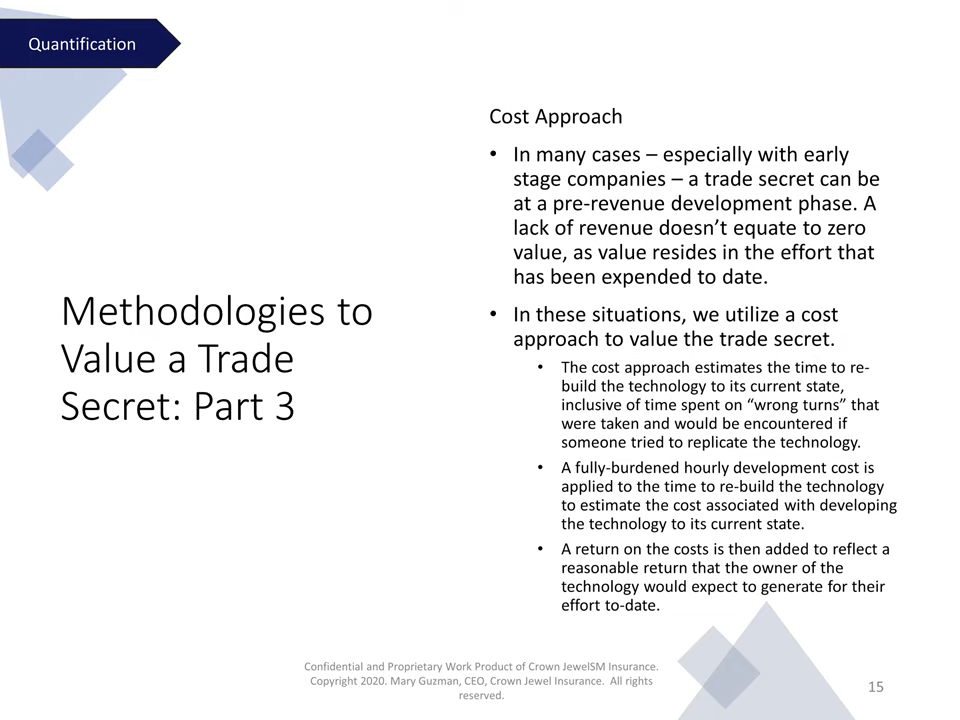 Quantification
Methodologies to
Value a Trade
Secret: Part 3
Cost Approach
• In many cases – especially with early
stage companies – a trade secret can be
at a pre-revenue development phase. A
lack of revenue doesn’t equate to zero
value, as value resides in the effort that
has been expended to date.
• In these situations, we utilize a cost
approach to value the trade secret.
• The cost approach estimates the time to re-
build the technology to its current state,
inclusive of time spent on “wrong turns” that
were taken and would be encountered if
someone tried to replicate the technology.
• A fully-burdened hourly development cost is
applied to the time to re-build the technology
to estimate the cost associated with developing
the technology to its current state.
• A return on the costs is then added to reflect a
reasonable return that the owner of the
technology would expect to generate for their
effort to-date.
Confidential and Proprietary Work Product of Crown JewelSM Insurance.
Copyright 2020. Mary Guzman, CEO, Crown Jewel Insurance. All rights
reserved.
15